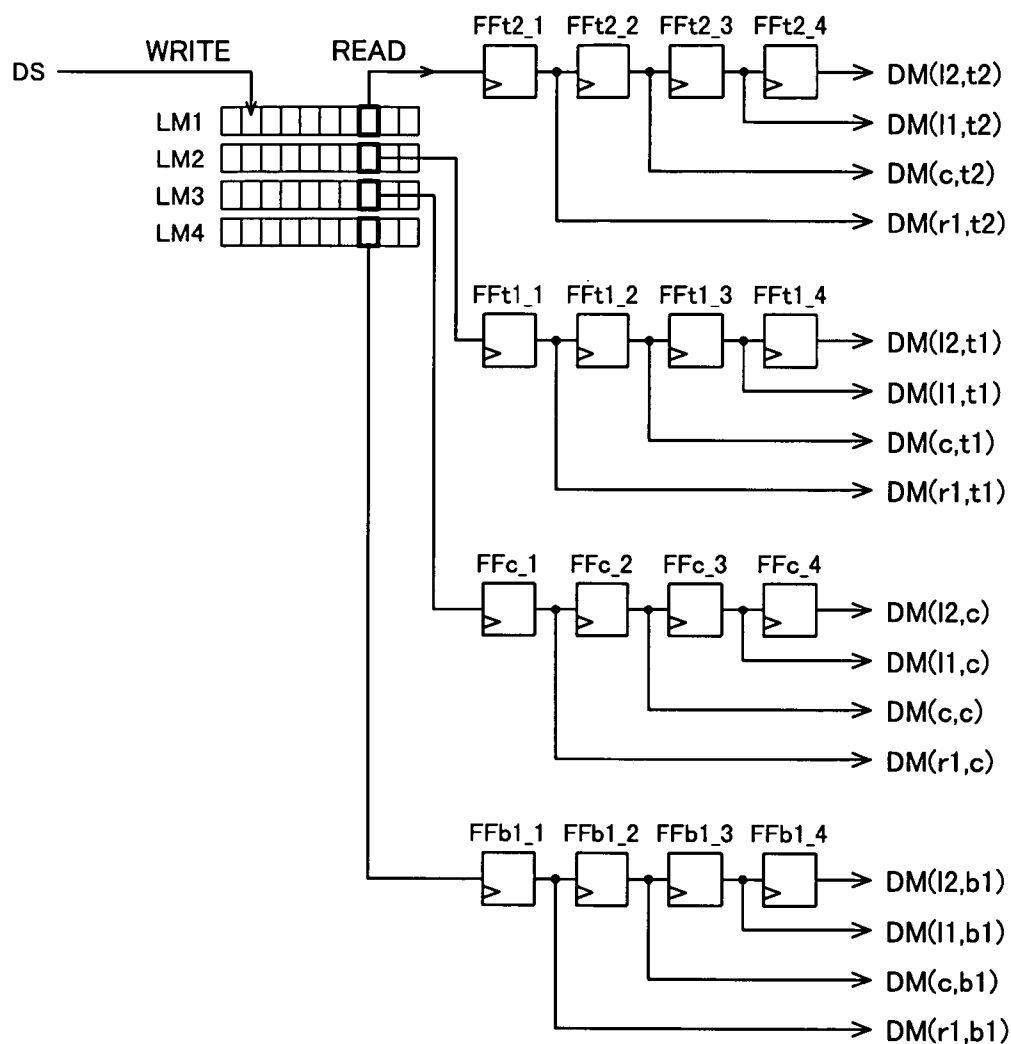 FFt2_1 FFt2_2 FFt2_3 FFt2_4
WRITE READ
DS
DM(l2,t2)
LM1
DM(l1,t2)
LM2
DM(c,t2)
LM3
DM(r1,t2)
LM4
FFt1_1 FFt1_2 FFt1_3 FFt1_4
DM(l2,t1)
DM(l1,t1)
DM(c,t1)
DM(r1,t1)
FFc_1 FFc_2 FFc_3 FFc_4
DM(l2,c)
DM(l1,c)
DM(c,c)
DM(r1,c)
FFb1_1 FFb1_2 FFb1_3 FFb1_4
DM(l2,b1)
DM(l1,b1)
DM(c,b1)
DM(r1,b1)